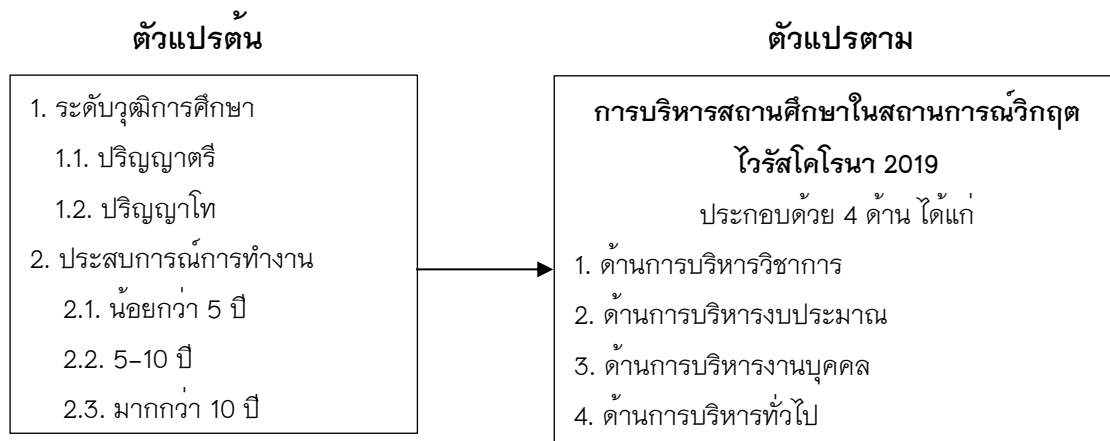 ตัวแปรต้น
1. ระดับวุฒิการศึกษา
1.1. ปริญญาตรี
1.2. ปริญญาโท
2. ประสบการณ์การทำงาน
2.1. น้อยกว่า 5 ปี
2.2. 5–10 ปี
2.3. มากกว่า 10 ปี
ตัวแปรตาม
การบริหารสถานศึกษาในสถานการณ์วิกฤต
ไวรัสโคโรนา 2019
ประกอบด้วย 4 ด้าน ได้แก่
1. ด้านการบริหารวิชาการ
2. ด้านการบริหารงบประมาณ
3. ด้านการบริหารงานบุคคล
4. ด้านการบริหารทั่วไป